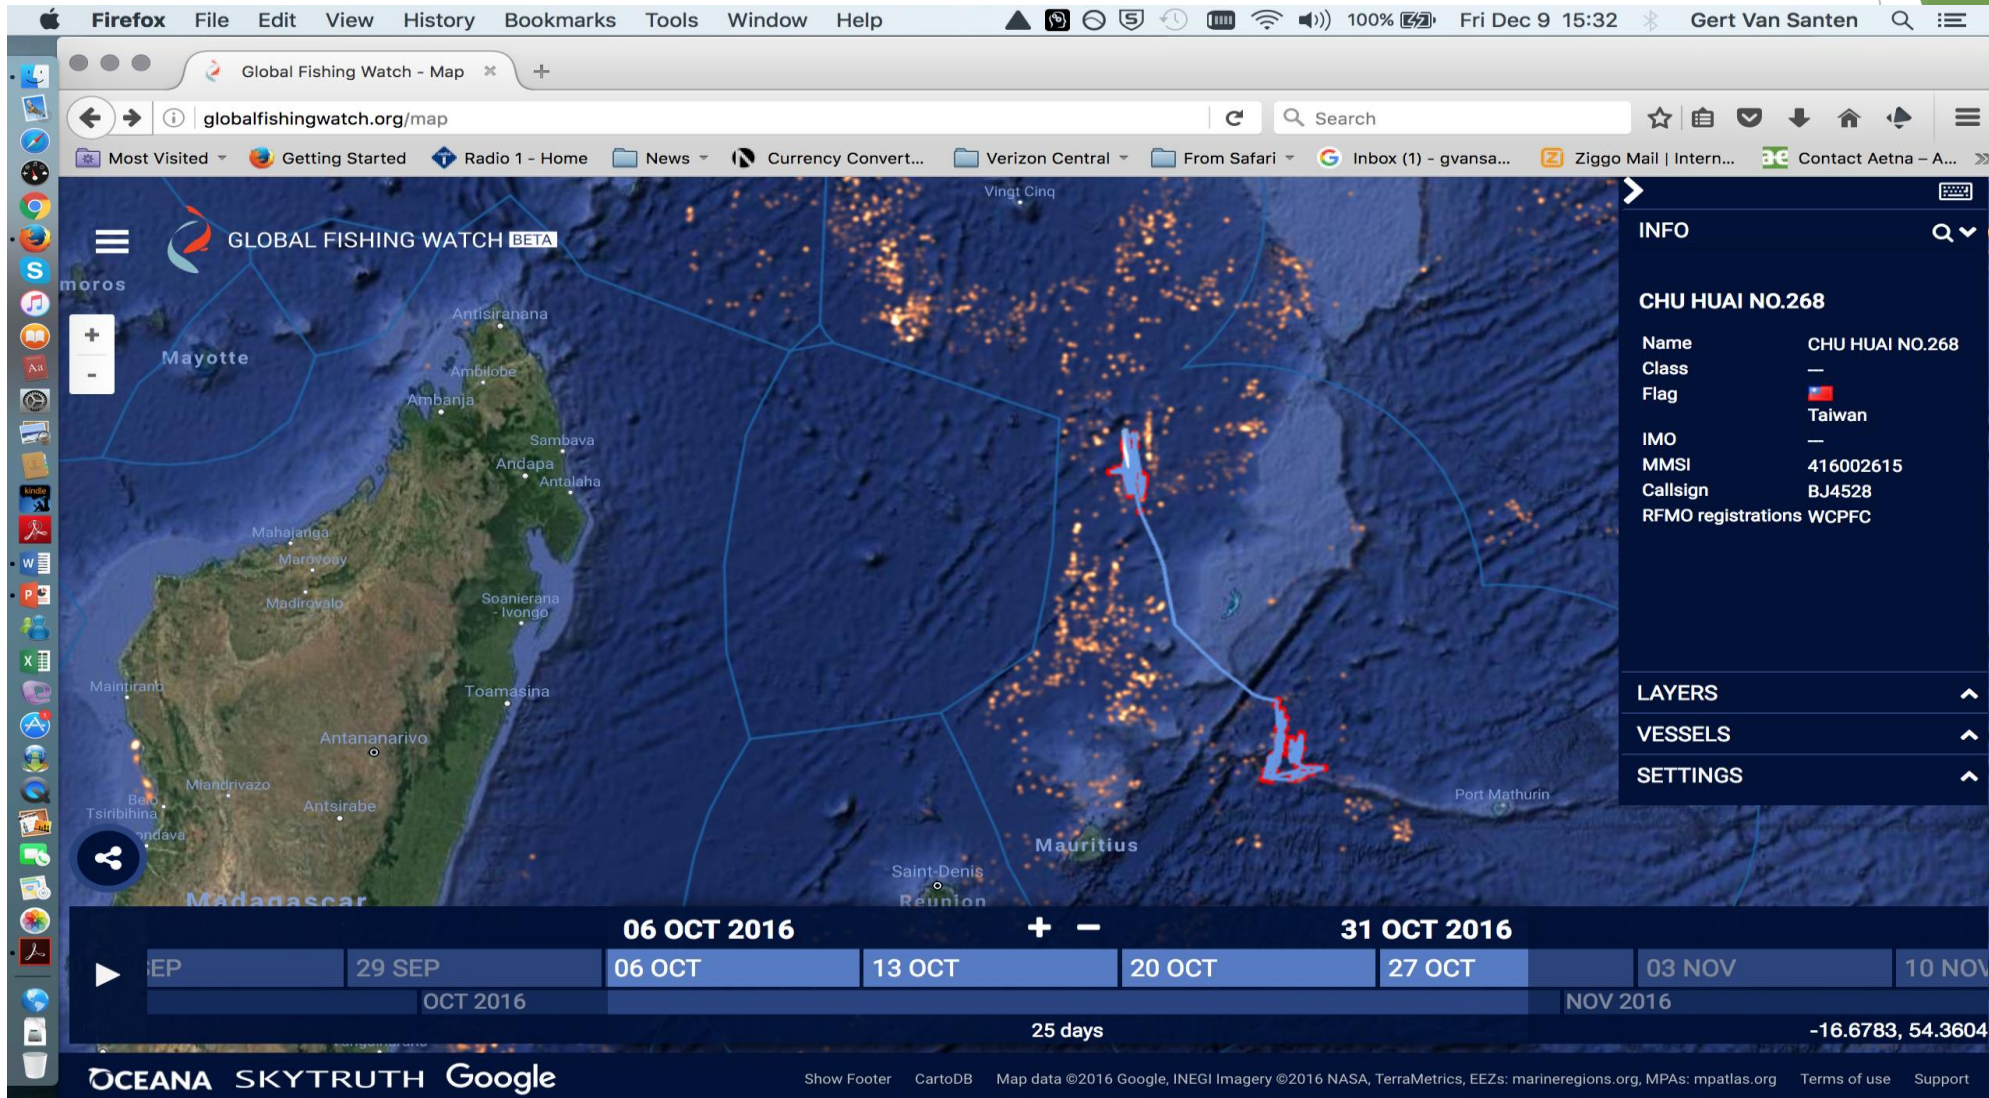 Firefox File Edit View History Bookmarks Tools Window Help 100% Fri Dec 9 15:32 Gert Van Santen
Global Fishing Watch - Map
globalfishingwatch.org/map
Search
Most Visited Getting Started Radio 1 - Home News Currency Convert... Verizon Central From Safari Inbox (1) - gvansa... Ziggo Mail | Intern... Contact Aetna – A...
Vingt Cinq
GLOBAL FISHING WATCH BETA
INFO
moros
CHU HUAI NO.268
Antisiranana
+
Name CHU HUAI NO.268
Mayotte
Class —
-
Ambilobe
Flag
Taiwan
Ambanja
Sambava
IMO —
Andapa
MMSI 416002615
Antalaha
Callsign BJ4528
RFMO registrations WCPFC
kindle
Mahajanga
Marovoay
Madirovalo
Soanierana
- Ivongo
Maintirano
Toamasina
LAYERS
Antananarivo
VESSELS
SETTINGS
Miandrivazo
Port Mathurin
Belo
Tsiribihina
Antsirabe
ondava
Mauritius
Saint-Denis
Reunion
Madagascar
06 OCT 2016 + − 31 OCT 2016
SEP 29 SEP 06 OCT 13 OCT 20 OCT 27 OCT 03 NOV 10 NOV
OCT 2016 NOV 2016
25 days
-16.6783, 54.3604
OCEANA SKYTRUTH Google
Show Footer CartoDB Map data ©2016 Google, INEGI Imagery ©2016 NASA, TerraMetrics, EEZs: marineregions.org, MPAs: mpatlas.org Terms of use Support